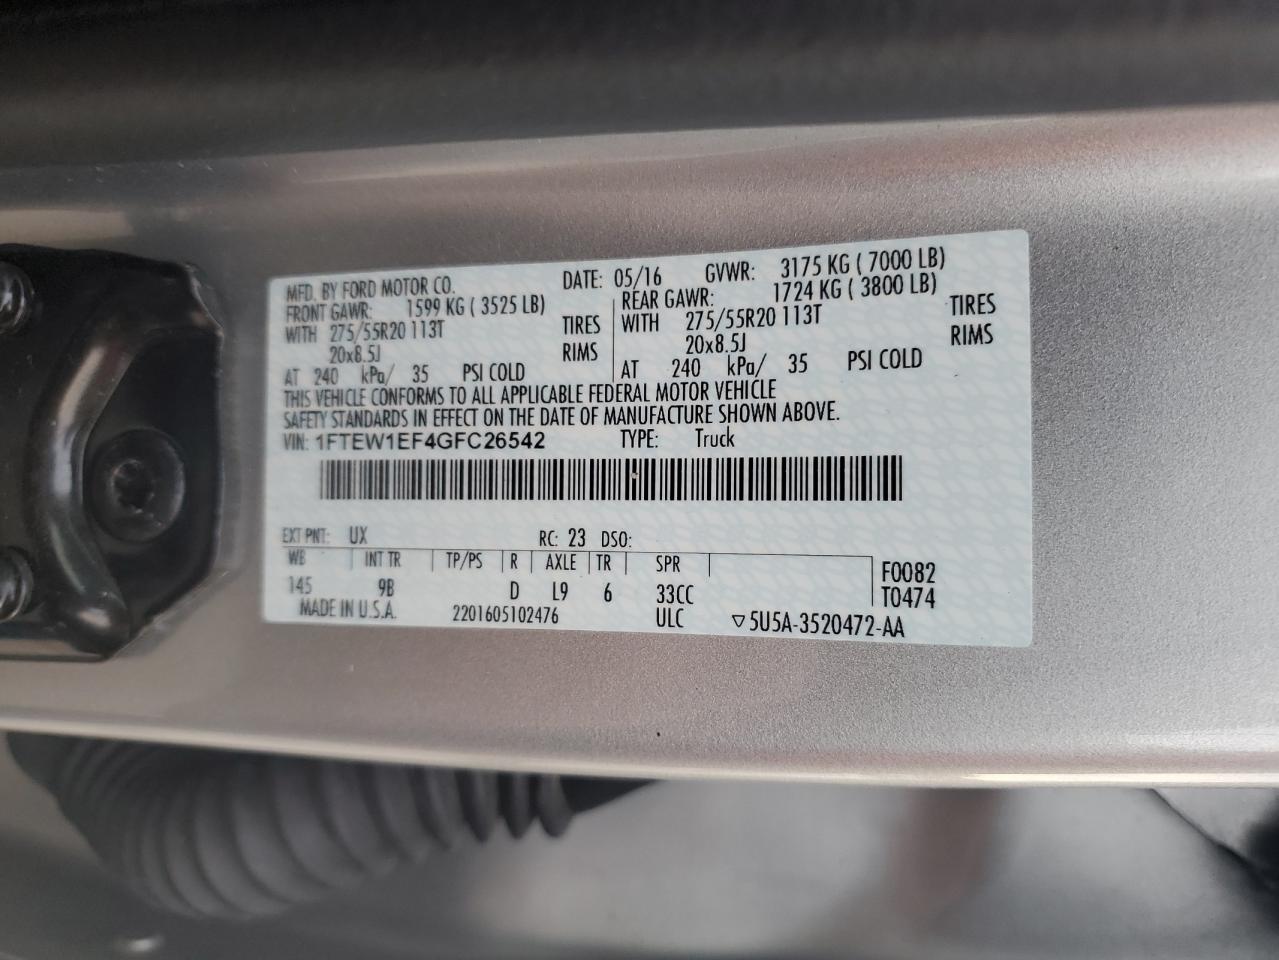 MFD. BY FORD MOTOR CO. DATE: 05/16 GVWR: 3175 KG ( 7000 LB)
FRONT GAWR: 1599 KG ( 3525 LB) REAR GAWR: 1724 KG ( 3800 LB)
WITH 275/55R20 113T TIRES WITH 275/55R20 113T TIRES
20x8.5J RIMS 20x8.5J RIMS
AT 240 kPa/ 35 PSI COLD AT 240 kPa/ 35 PSI COLD
THIS VEHICLE CONFORMS TO ALL APPLICABLE FEDERAL MOTOR VEHICLE
SAFETY STANDARDS IN EFFECT ON THE DATE OF MANUFACTURE SHOWN ABOVE.
VIN: 1FTEW1EF4GFC26542 TYPE: Truck
EXT PNT: UX RC: 23 DSO:
WB INT TR TP/PS R AXLE TR SPR F0082
145 9B D L9 6 33CC T0474
MADE IN U.S.A. 2201605102476 ULC ▽5U5A-3520472-AA